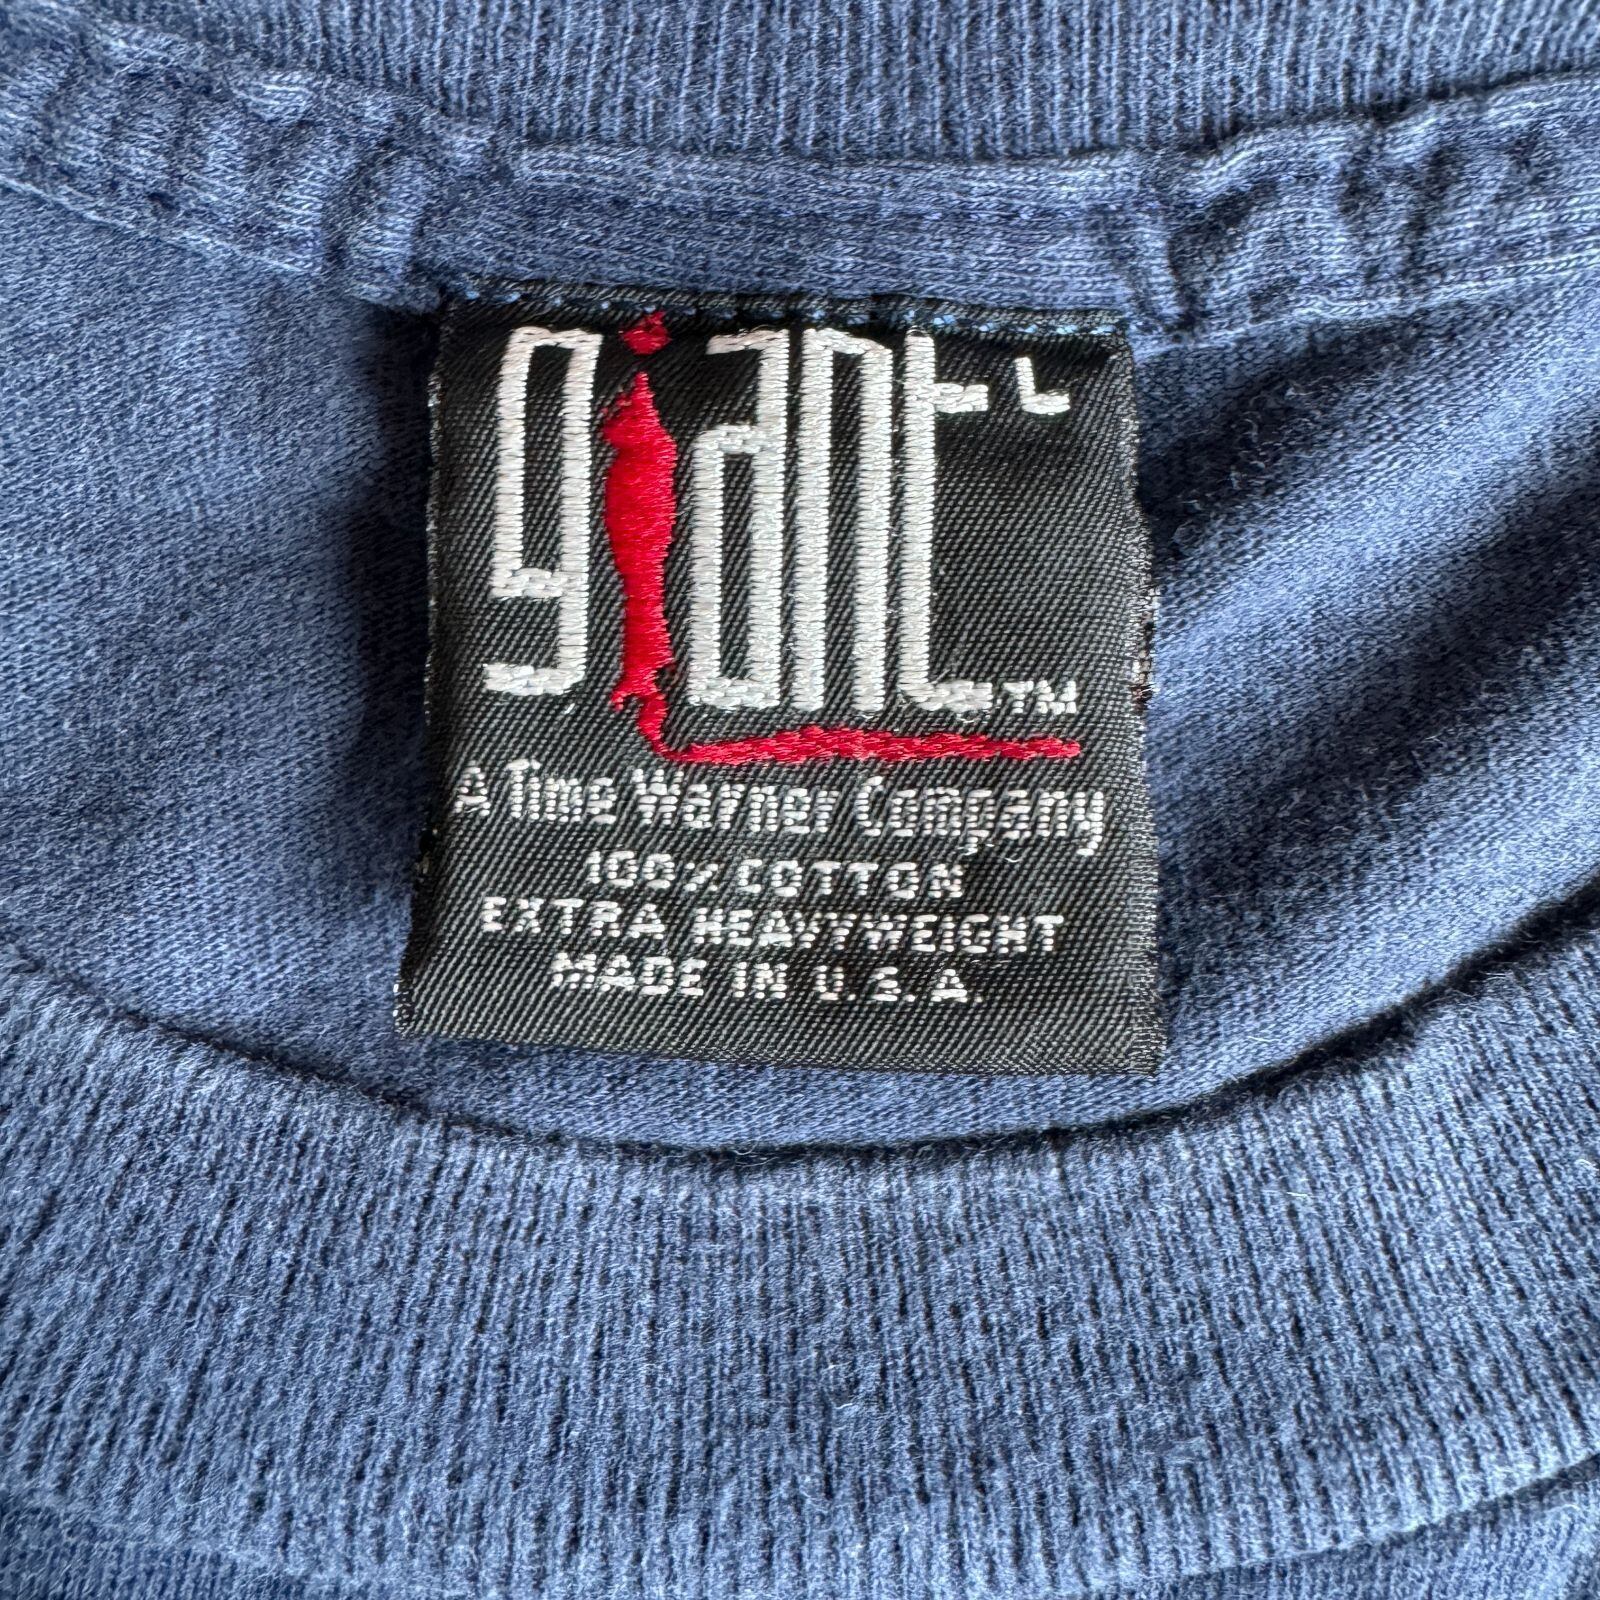 giant L
TM
A Time Warner Company
100% COTTON
EXTRA HEAVYWEIGHT
MADE IN U.S.A.